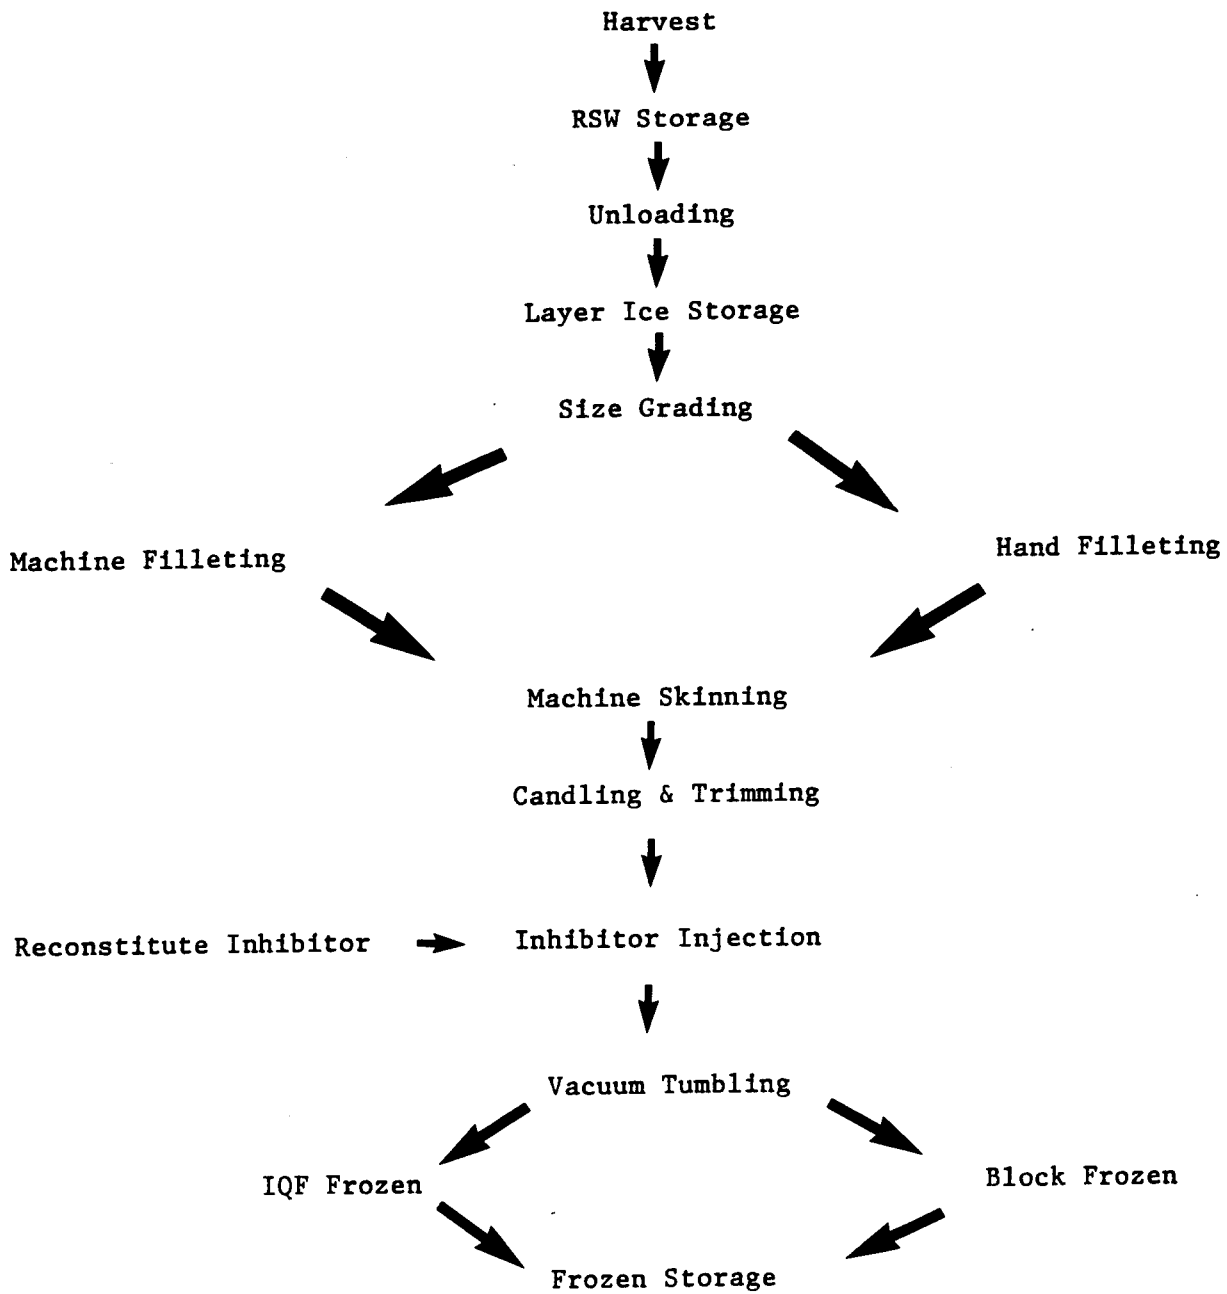 Harvest
RSW Storage
Unloading
Layer Ice Storage
Size Grading
Machine Filleting
Hand Filleting
Machine Skinning
Candling & Trimming
Reconstitute Inhibitor
Inhibitor Injection
Vacuum Tumbling
IQF Frozen
Block Frozen
Frozen Storage